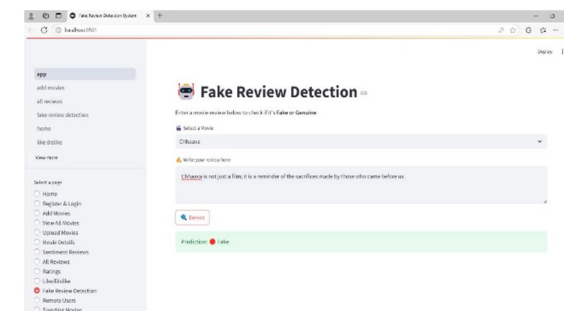 Fake Review Detection System
localhost:8501
Deploy
app
add movies
all reviews
fake review detection
home
like dislike
View more
Select a page
Home
Register & Login
Add Movies
View All Movies
Upload Movies
Movie Details
Sentiment Reviews
All Reviews
Ratings
Like/Dislike
Fake Review Detection
Remote Users
Trending Movies
Fake Review Detection
Enter a movie review below to check if it's Fake or Genuine.
Select a Movie
Chhaava
Write your review here
Chhaava is not just a film; it is a reminder of the sacrifices made by those who came before us.
Detect
Prediction: Fake